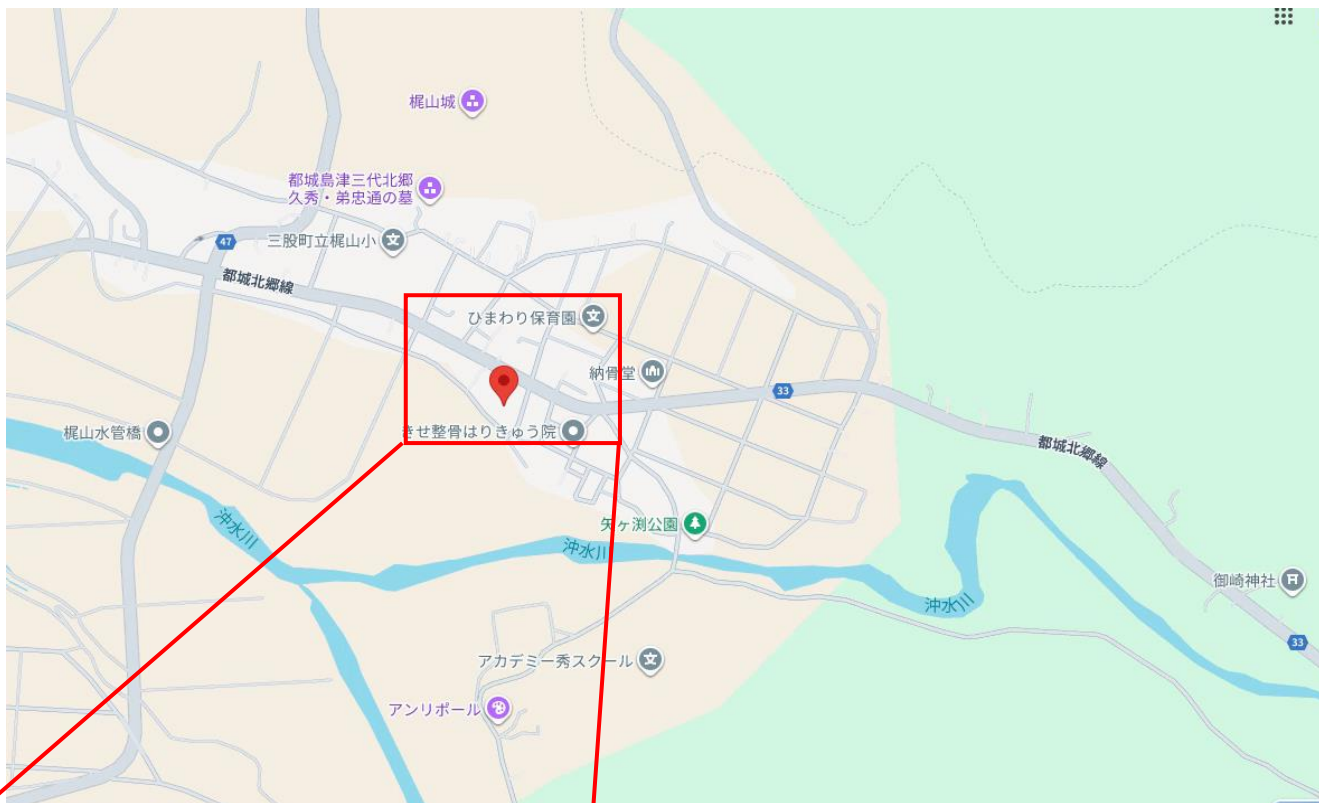 梶山城
都城島津三代北郷
久秀・弟忠通の墓
47
三股町立梶山小
都城北郷線
ひまわり保育園
納骨堂
33
きせ整骨はりきゅう院
梶山水管橋
都城北郷線
沖水川
矢ヶ渕公園
沖水川
御崎神社
沖水川
33
アカデミー秀スクール
アンリポール